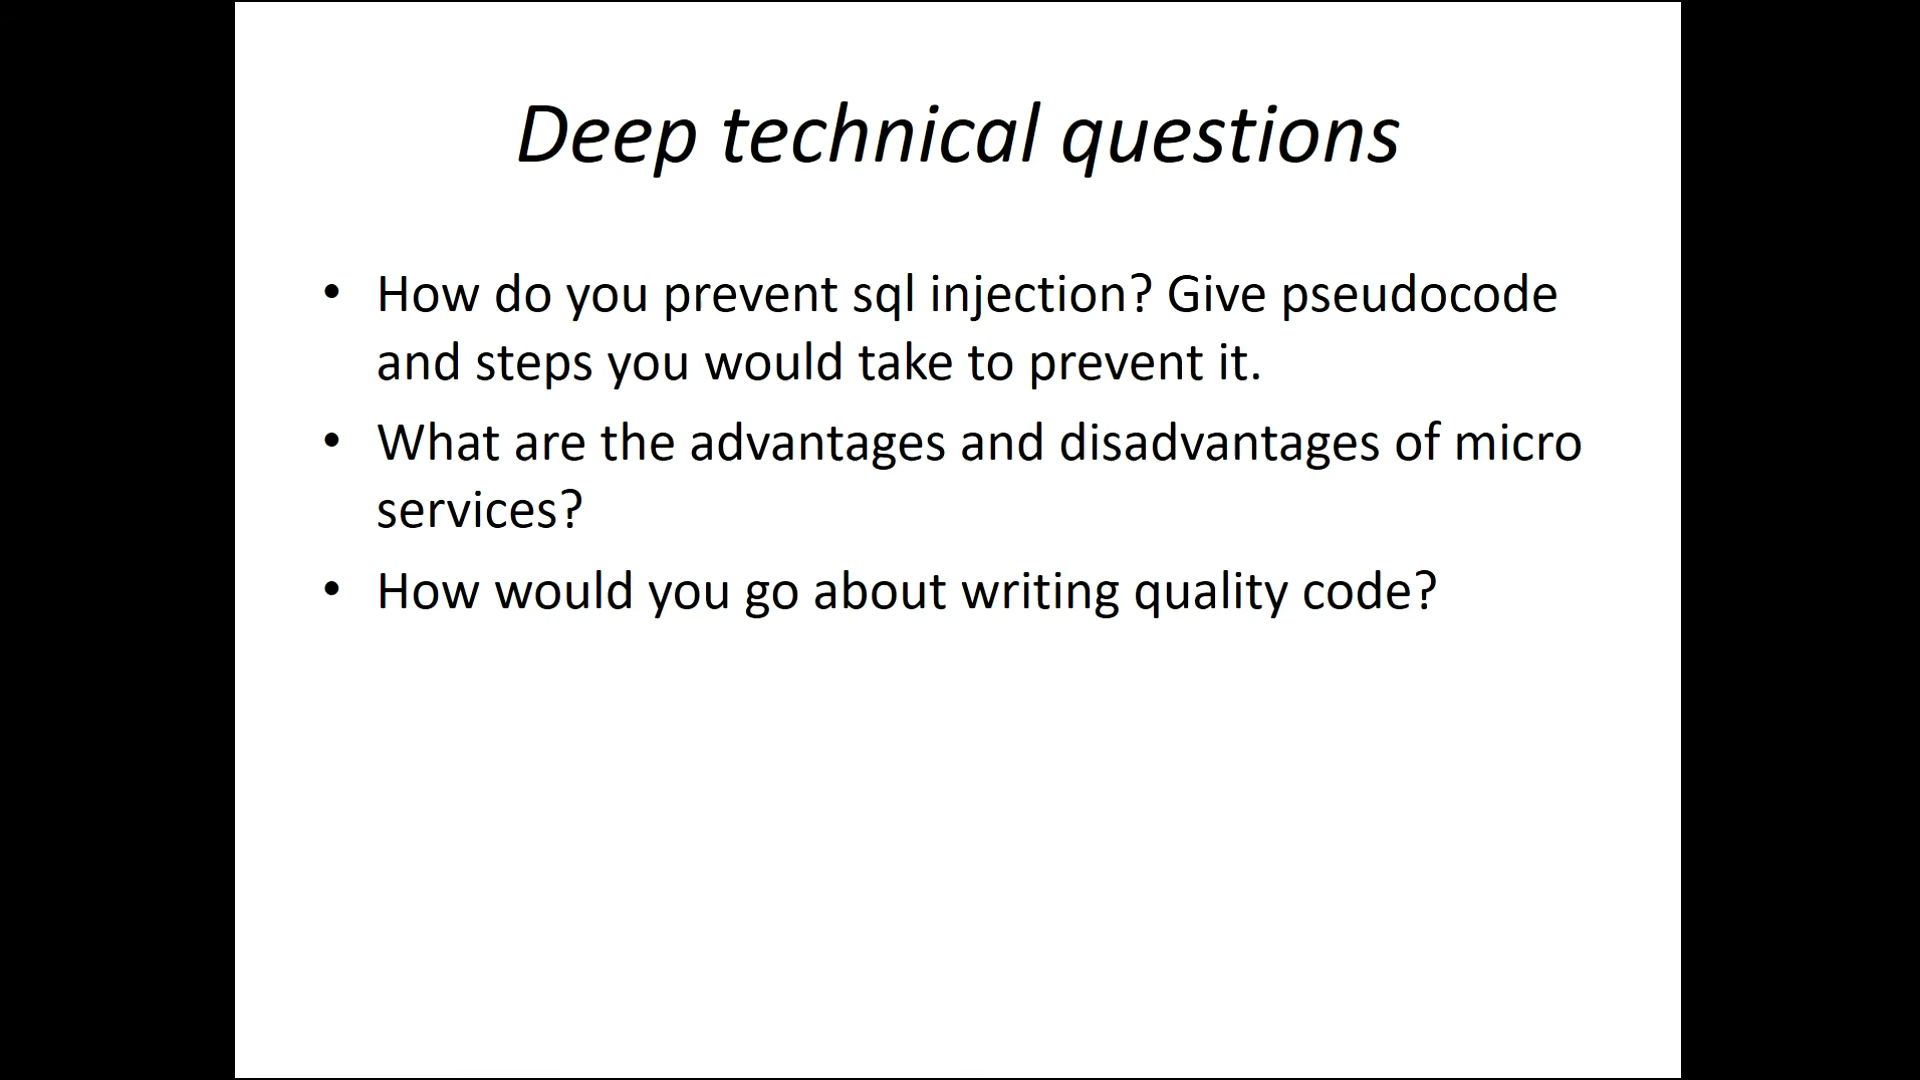 Deep technical questions
• How do you prevent sql injection? Give pseudocode
and steps you would take to prevent it.
• What are the advantages and disadvantages of micro
services?
• How would you go about writing quality code?